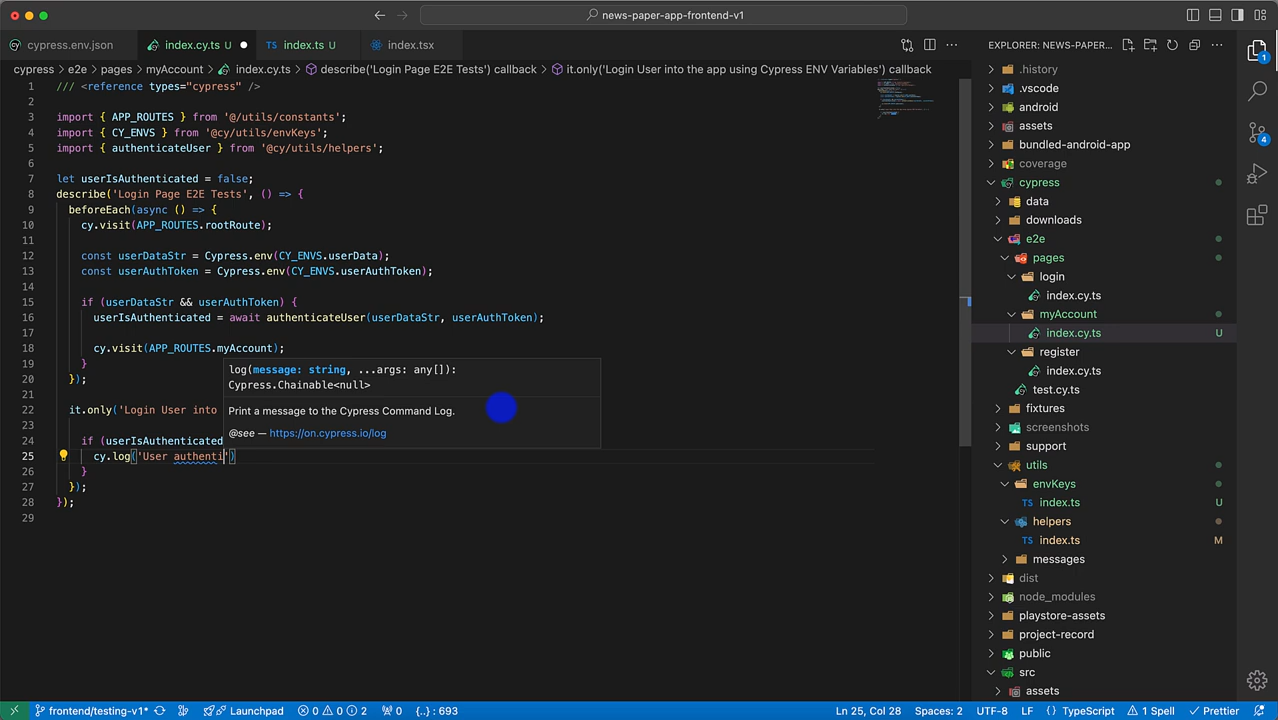 news-paper-app-frontend-v1
cypress.env.json
index.cy.ts U
TS index.ts U
index.tsx
EXPLORER: NEWS-PAPER...
cypress > e2e > pages > myAccount > index.cy.ts > describe('Login Page E2E Tests') callback > it.only('Login User into the app using Cypress ENV Variables') callback
1 /// <reference types="cypress" />
2
3 import { APP_ROUTES } from '@/utils/constants';
4 import { CY_ENVS } from '@cy/utils/envKeys';
5 import { authenticateUser } from '@cy/utils/helpers';
6
7 let userIsAuthenticated = false;
8 describe('Login Page E2E Tests', () => {
9 beforeEach(async () => {
10 cy.visit(APP_ROUTES.rootRoute);
11
12 const userDataStr = Cypress.env(CY_ENVS.userData);
13 const userAuthToken = Cypress.env(CY_ENVS.userAuthToken);
14
15 if (userDataStr && userAuthToken) {
16 userIsAuthenticated = await authenticateUser(userDataStr, userAuthToken);
17
18 cy.visit(APP_ROUTES.myAccount);
19 }
20 });
21
22 it.only('Login User into
23
24 if (userIsAuthenticated
25 cy.log('User authenti')
26 }
27 });
28 });
29
log(message: string, ...args: any[]):
Cypress.Chainable<null>
Print a message to the Cypress Command Log.
@see — https://on.cypress.io/log
.history
.vscode
android
assets
bundled-android-app
coverage
cypress
data
downloads
e2e
pages
login
index.cy.ts
myAccount
index.cy.ts U
register
index.cy.ts
test.cy.ts
fixtures
screenshots
support
utils
envKeys
TS index.ts U
helpers
TS index.ts M
messages
dist
node_modules
playstore-assets
project-record
public
src
assets
1
4
frontend/testing-v1*
Launchpad
0 0 2
0
{..} : 693
Ln 25, Col 28
Spaces: 2
UTF-8
LF
{} TypeScript
1 Spell
Prettier